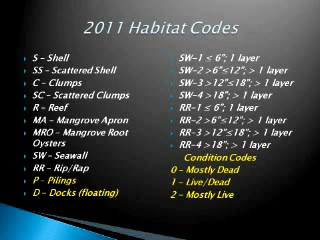 2011 Habitat Codes
S – Shell
SS – Scattered Shell
C – Clumps
SC – Scattered Clumps
R – Reef
MA – Mangrove Apron
MRO – Mangrove Root
Oysters
SW – Seawall
RR – Rip/Rap
P – Pilings
D – Docks (floating)
SW-1 ≤ 6"; 1 layer
SW-2 >6"≤12"; > 1 layer
SW-3 >12"≤18"; > 1 layer
SW-4 >18"; > 1 layer
RR-1 ≤ 6"; 1 layer
RR-2 >6"≤12"; > 1 layer
RR-3 >12"≤18"; > 1 layer
RR-4 >18"; > 1 layer
Condition Codes
0 – Mostly Dead
1 – Live/Dead
2 – Mostly Live